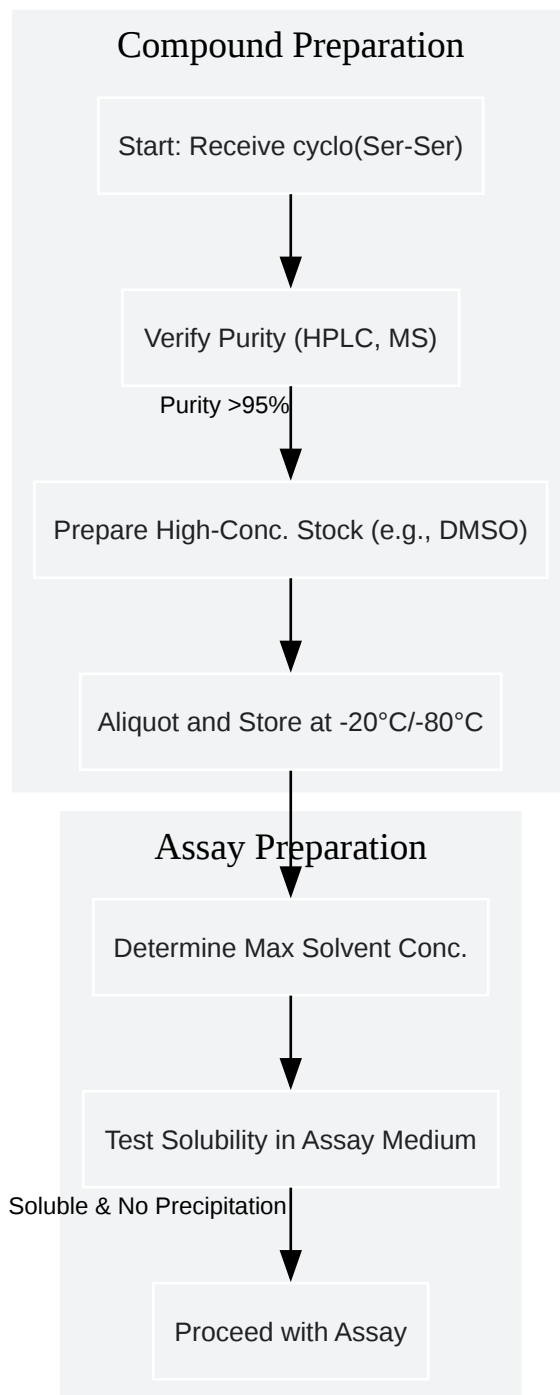 Compound Preparation
Start: Receive cyclo(Ser-Ser)
Verify Purity (HPLC, MS)
Purity >95%
Prepare High-Conc. Stock (e.g., DMSO)
Aliquot and Store at -20°C/-80°C
Assay Preparation
Determine Max Solvent Conc.
Test Solubility in Assay Medium
Soluble & No Precipitation
Proceed with Assay